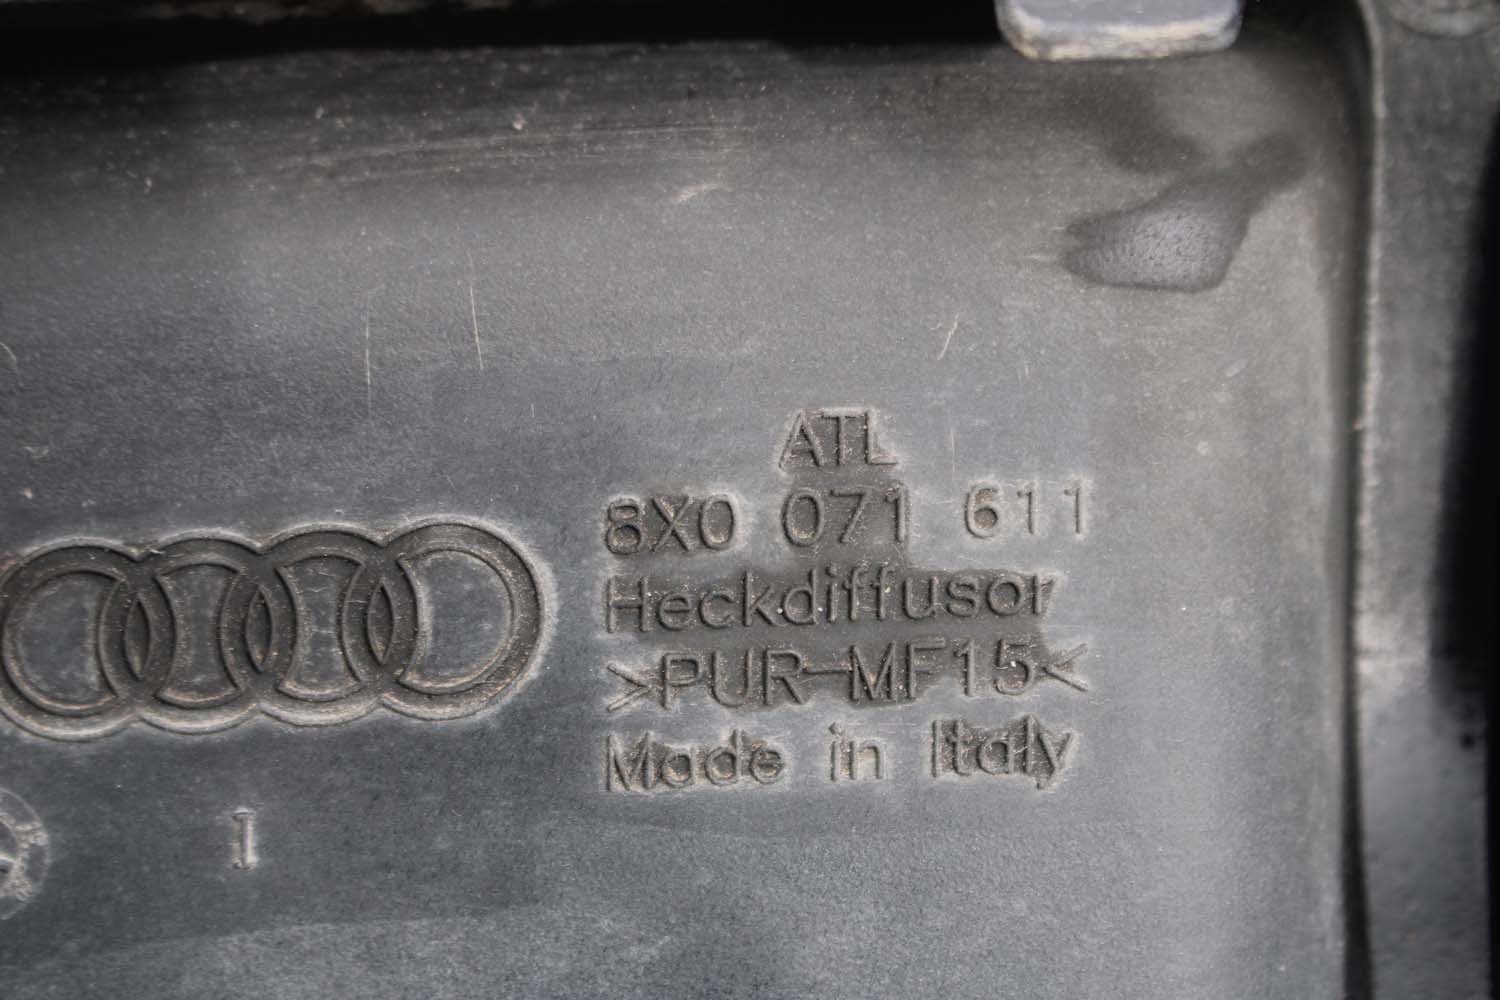 ATL
8X0 071 611
Heckdiffusor
>PUR-MF15<
Made in Italy
1